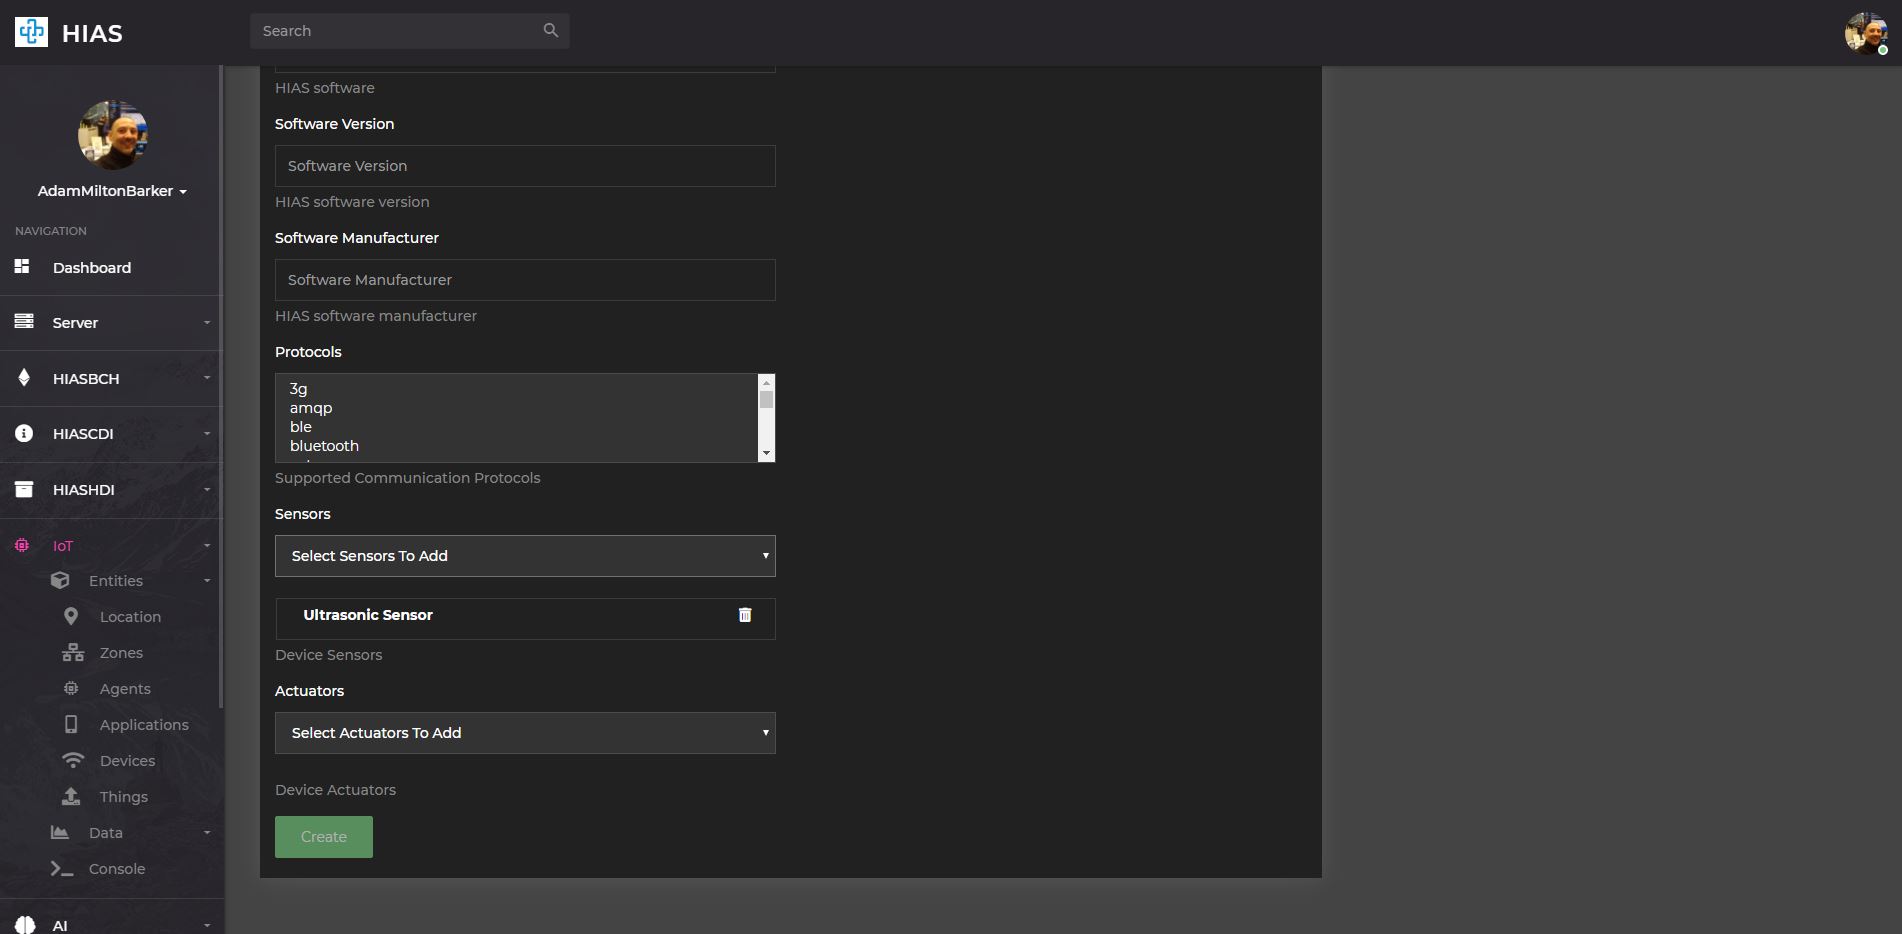 HIAS
Search
AdamMiltonBarker
NAVIGATION
Dashboard
Server
HIASBCH
HIASCDI
HIASHDI
IoT
Entities
Location
Zones
Agents
Applications
Devices
Things
Data
Console
AI
HIAS software
Software Version
Software Version
HIAS software version
Software Manufacturer
Software Manufacturer
HIAS software manufacturer
Protocols
3g
amqp
ble
bluetooth
Supported Communication Protocols
Sensors
Select Sensors To Add
Ultrasonic Sensor
Device Sensors
Actuators
Select Actuators To Add
Device Actuators
Create